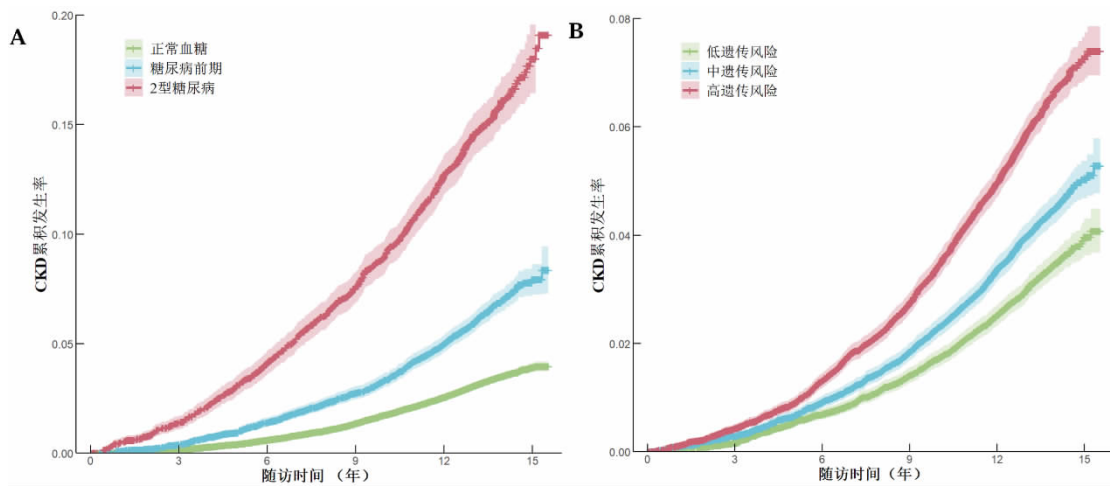 A
正常血糖
糖尿病前期
2型糖尿病
CKD累积发生率
0.20
0.15
0.10
0.05
0.00
0
3
6
9
12
15
随访时间 （年）
B
低遗传风险
中遗传风险
高遗传风险
CKD累积发生率
0.08
0.06
0.04
0.02
0.00
0
3
6
9
12
15
随访时间（年）